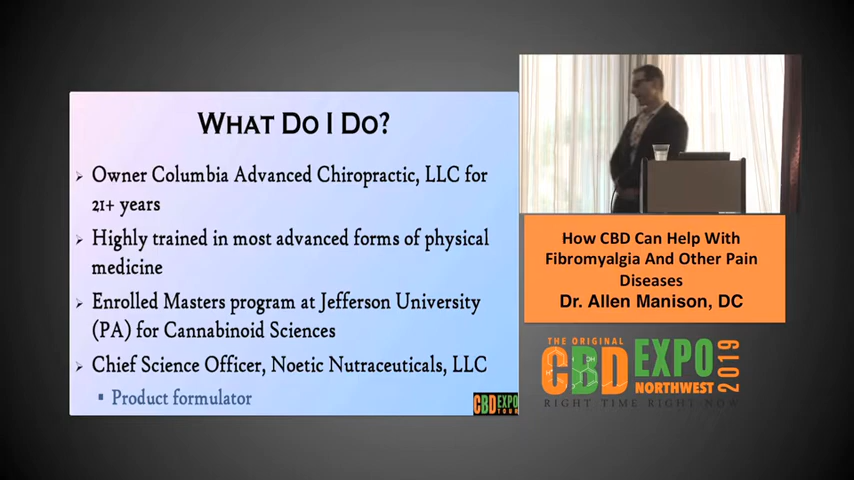 WHAT DO I DO?
Owner Columbia Advanced Chiropractic, LLC for
21+ years
Highly trained in most advanced forms of physical
medicine
Enrolled Masters program at Jefferson University
(PA) for Cannabinoid Sciences
Chief Science Officer, Noetic Nutraceuticals, LLC
Product formulator
CBD EXPO
TOUR
How CBD Can Help With
Fibromyalgia And Other Pain
Diseases
Dr. Allen Manison, DC
THE ORIGINAL
CBD EXPO
NORTHWEST
2019
RIGHT TIME RIGHT NOW